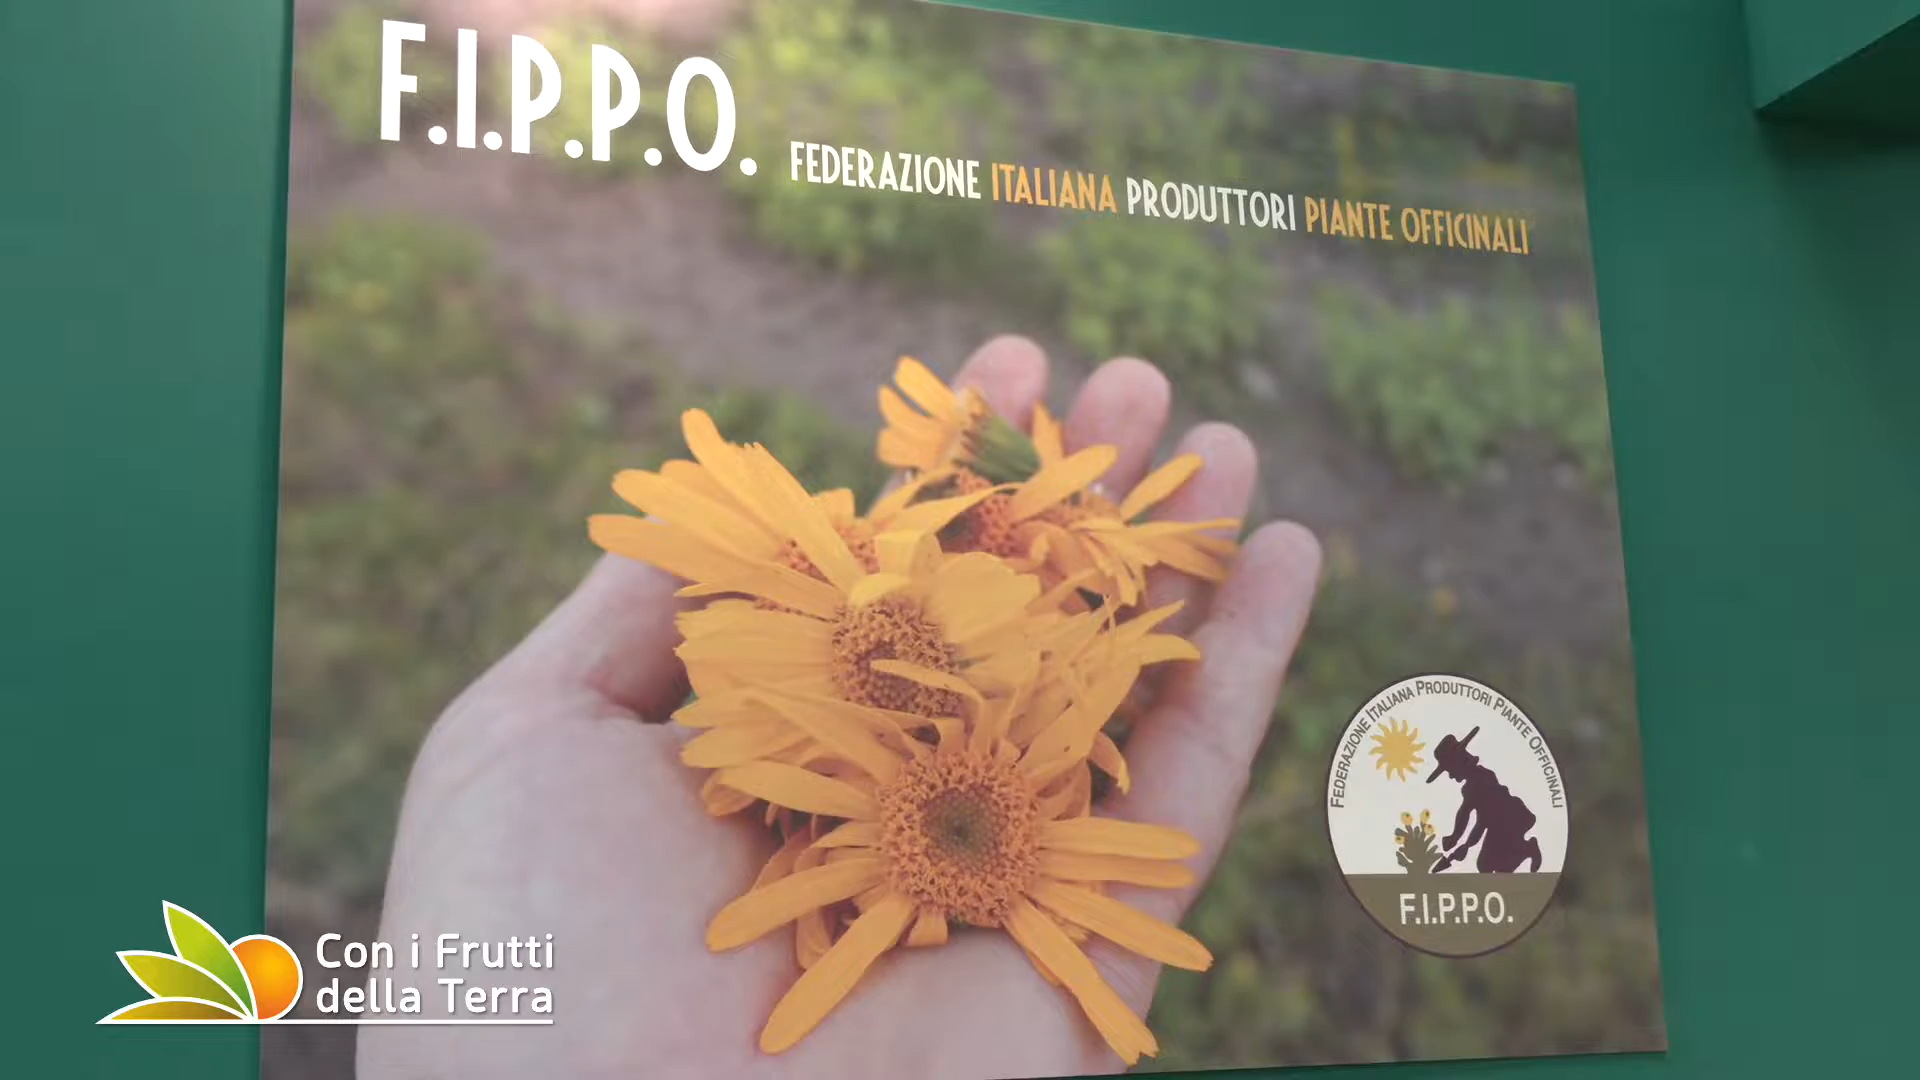 F.I.P.P.O. FEDERAZIONE ITALIANA PRODUTTORI PIANTE OFFICINALI
FEDERAZIONE ITALIANA PRODUTTORI PIANTE OFFICINALI
F.I.P.P.O.
Con i Frutti
della Terra